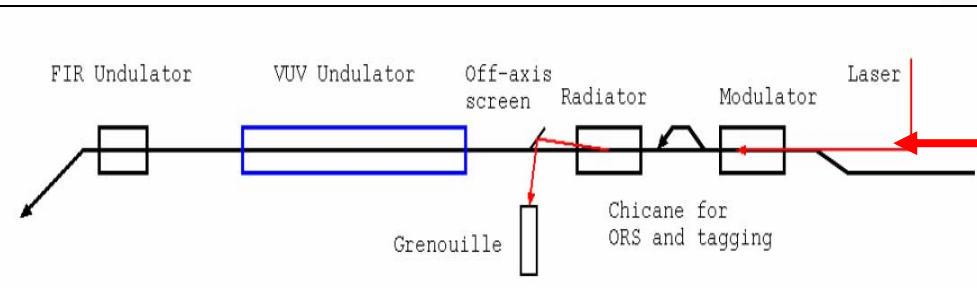 FIR Undulator
VUV Undulator
Off-axis
screen
Radiator
Modulator
Laser
Grenouille
Chicane for
ORS and tagging